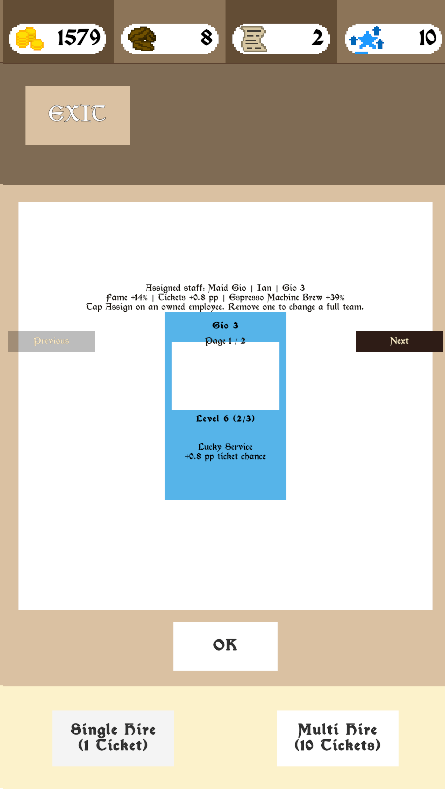 1579 8 2 10
EXIT
Assigned staff: Maid Gio | Ian | Gio 3
Fame +14% | Tickets +0.8 pp | Espresso Machine Brew +39%
Tap Assign on an owned employee. Remove one to change a full team.
Gio 3
Previous Page 1 / 2 Next
Level 6 (2/3)
Lucky Service
+0.8 pp ticket chance
OK
Single Hire Multi Hire
(1 Ticket) (10 Tickets)